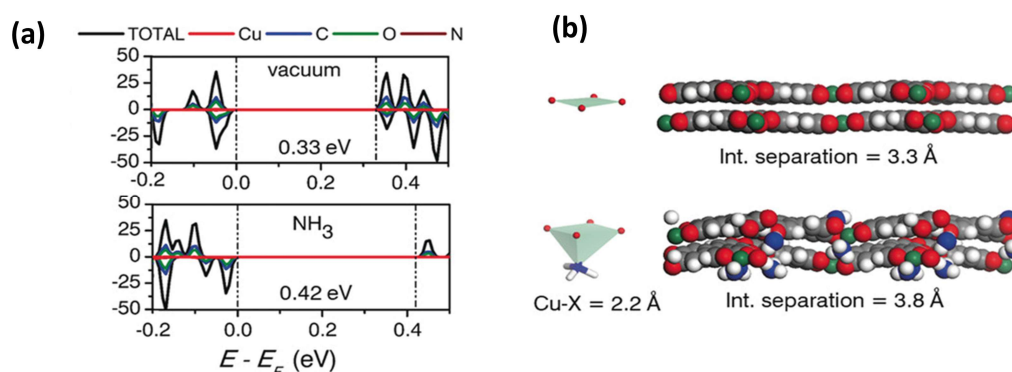 (a)
TOTAL Cu C O N
50
25
0
-25
-50
vacuum
0.33 eV
-0.2 0.0 0.2 0.4
50
25
0
-25
-50
NH3
0.42 eV
-0.2 0.0 0.2 0.4
E - EF (eV)
(b)
Int. separation = 3.3 Å
Cu-X = 2.2 Å
Int. separation = 3.8 Å